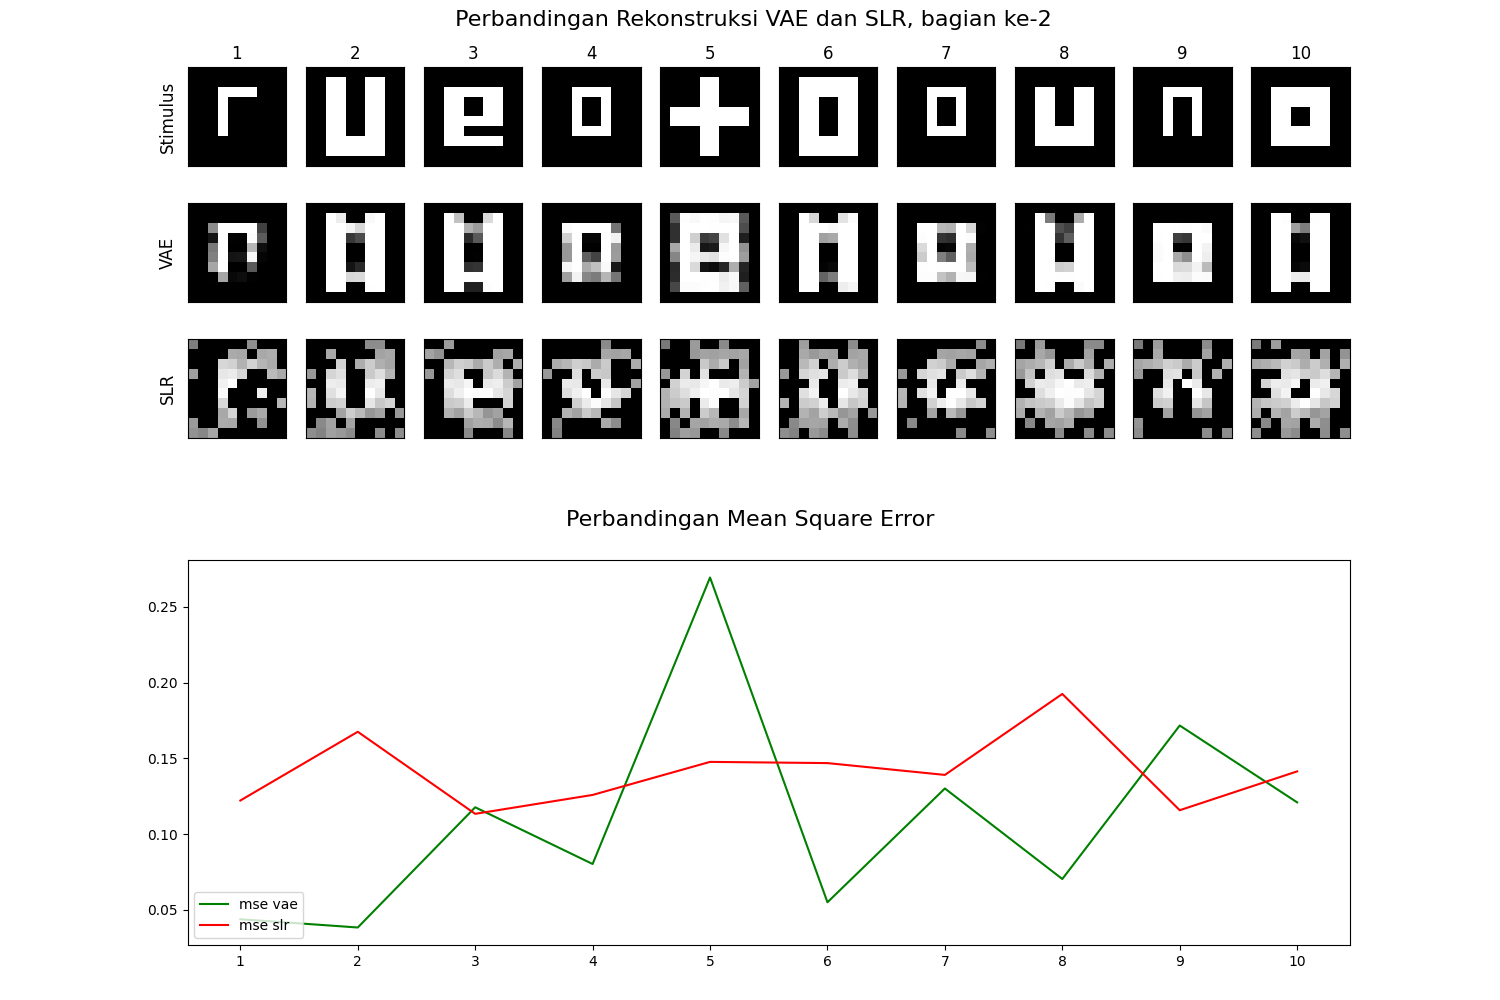 Perbandingan Rekonstruksi VAE dan SLR, bagian ke-2
1 2 3 4 5 6 7 8 9 10
Stimulus
VAE
SLR
Perbandingan Mean Square Error
0.25
0.20
0.15
0.10
0.05
mse vae
mse slr
1 2 3 4 5 6 7 8 9 10